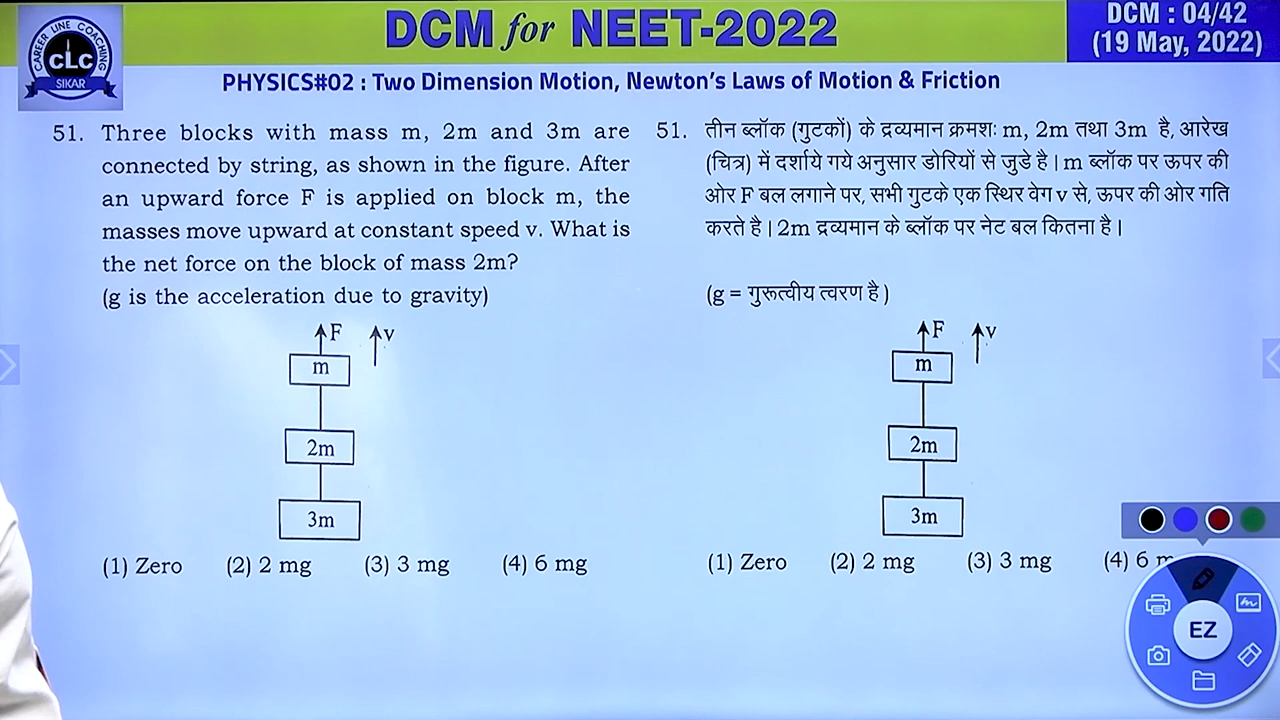 CAREER LINE COACHING
CLC
SIKAR
DCM for NEET-2022
DCM : 04/42
(19 May, 2022)
PHYSICS#02 : Two Dimension Motion, Newton's Laws of Motion & Friction
51. Three blocks with mass m, 2m and 3m are
connected by string, as shown in the figure. After
an upward force F is applied on block m, the
masses move upward at constant speed v. What is
the net force on the block of mass 2m?
(g is the acceleration due to gravity)
F
v
m
2m
3m
(1) Zero (2) 2 mg (3) 3 mg (4) 6 mg
51. तीन ब्लॉक (गुटकों) के द्रव्यमान क्रमशः m, 2m तथा 3m है, आरेख
(चित्र) में दर्शाये गये अनुसार डोरियों से जुडे है। m ब्लॉक पर ऊपर की
ओर F बल लगाने पर, सभी गुटके एक स्थिर वेग v से, ऊपर की ओर गति
करते है। 2m द्रव्यमान के ब्लॉक पर नेट बल कितना है।
(g = गुरूत्वीय त्वरण है )
F
v
m
2m
3m
(1) Zero (2) 2 mg (3) 3 mg (4) 6 m
EZ